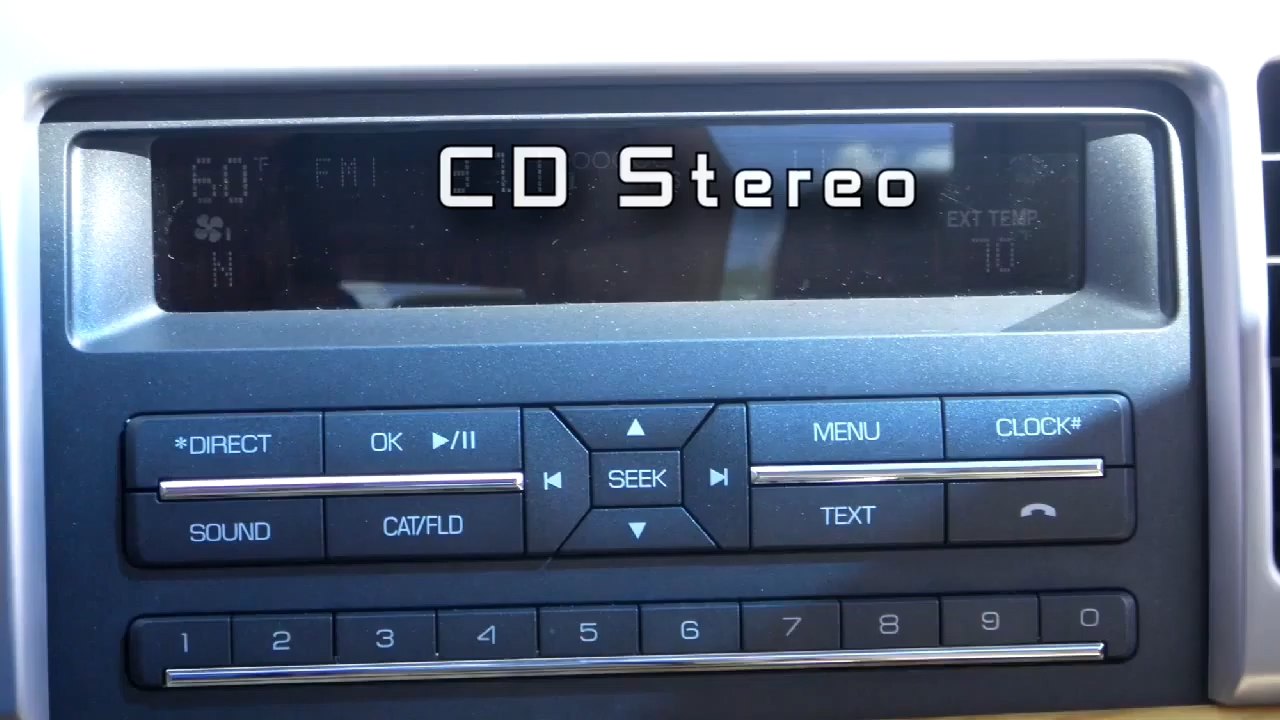 CD Stereo
60°F FM1
EXT TEMP
N 70
*DIRECT OK ►/II ▲ MENU CLOCK#
SEEK
SOUND CAT/FLD ▼ TEXT
1 2 3 4 5 6 7 8 9 0